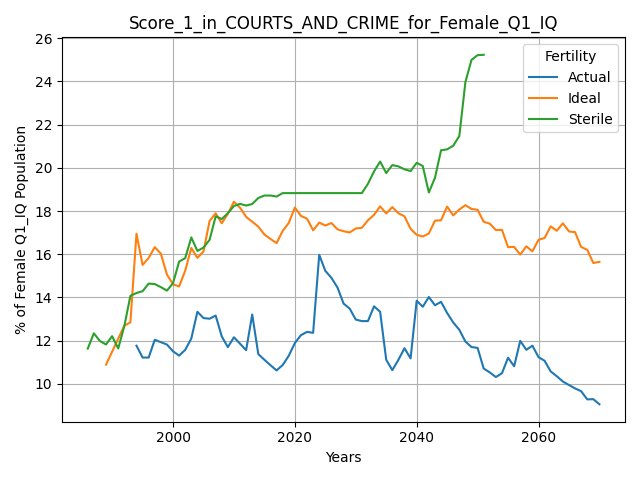 Score_1_in_COURTS_AND_CRIME_for_Female_Q1_IQ
% of Female Q1_IQ Population
26
24
22
20
18
16
14
12
10
Fertility
Actual
Ideal
Sterile
2000
2020
2040
2060
Years